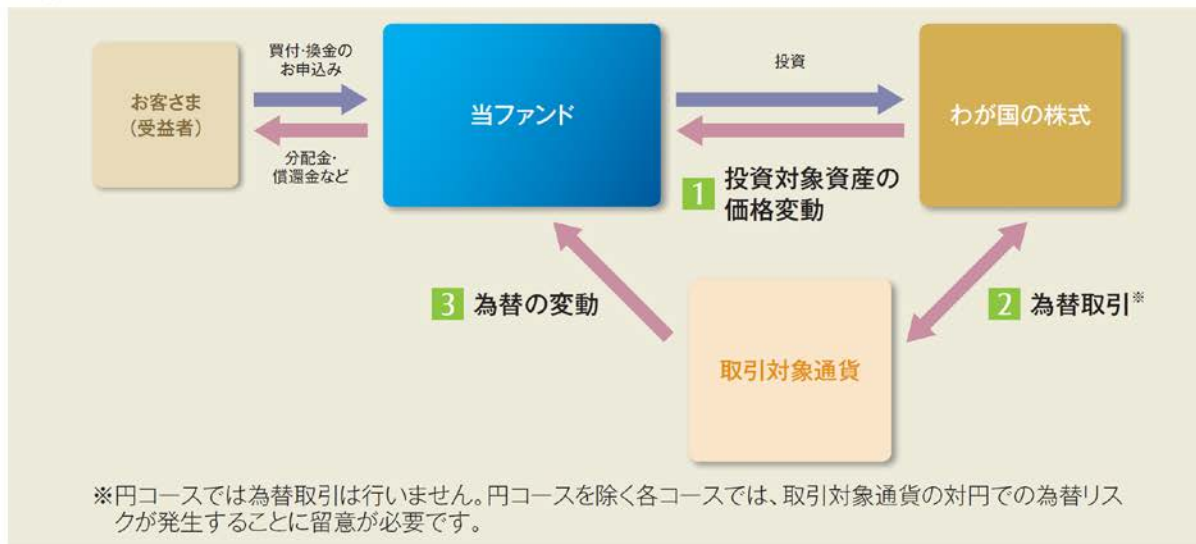 お客さま
(受益者)
買付・換金の
お申込み
分配金・
償還金など
当ファンド
投資
わが国の株式
1 投資対象資産の
価格変動
3 為替の変動
2 為替取引※
取引対象通貨
※円コースでは為替取引は行いません。円コースを除く各コースでは、取引対象通貨の対円での為替リス
クが発生することに留意が必要です。